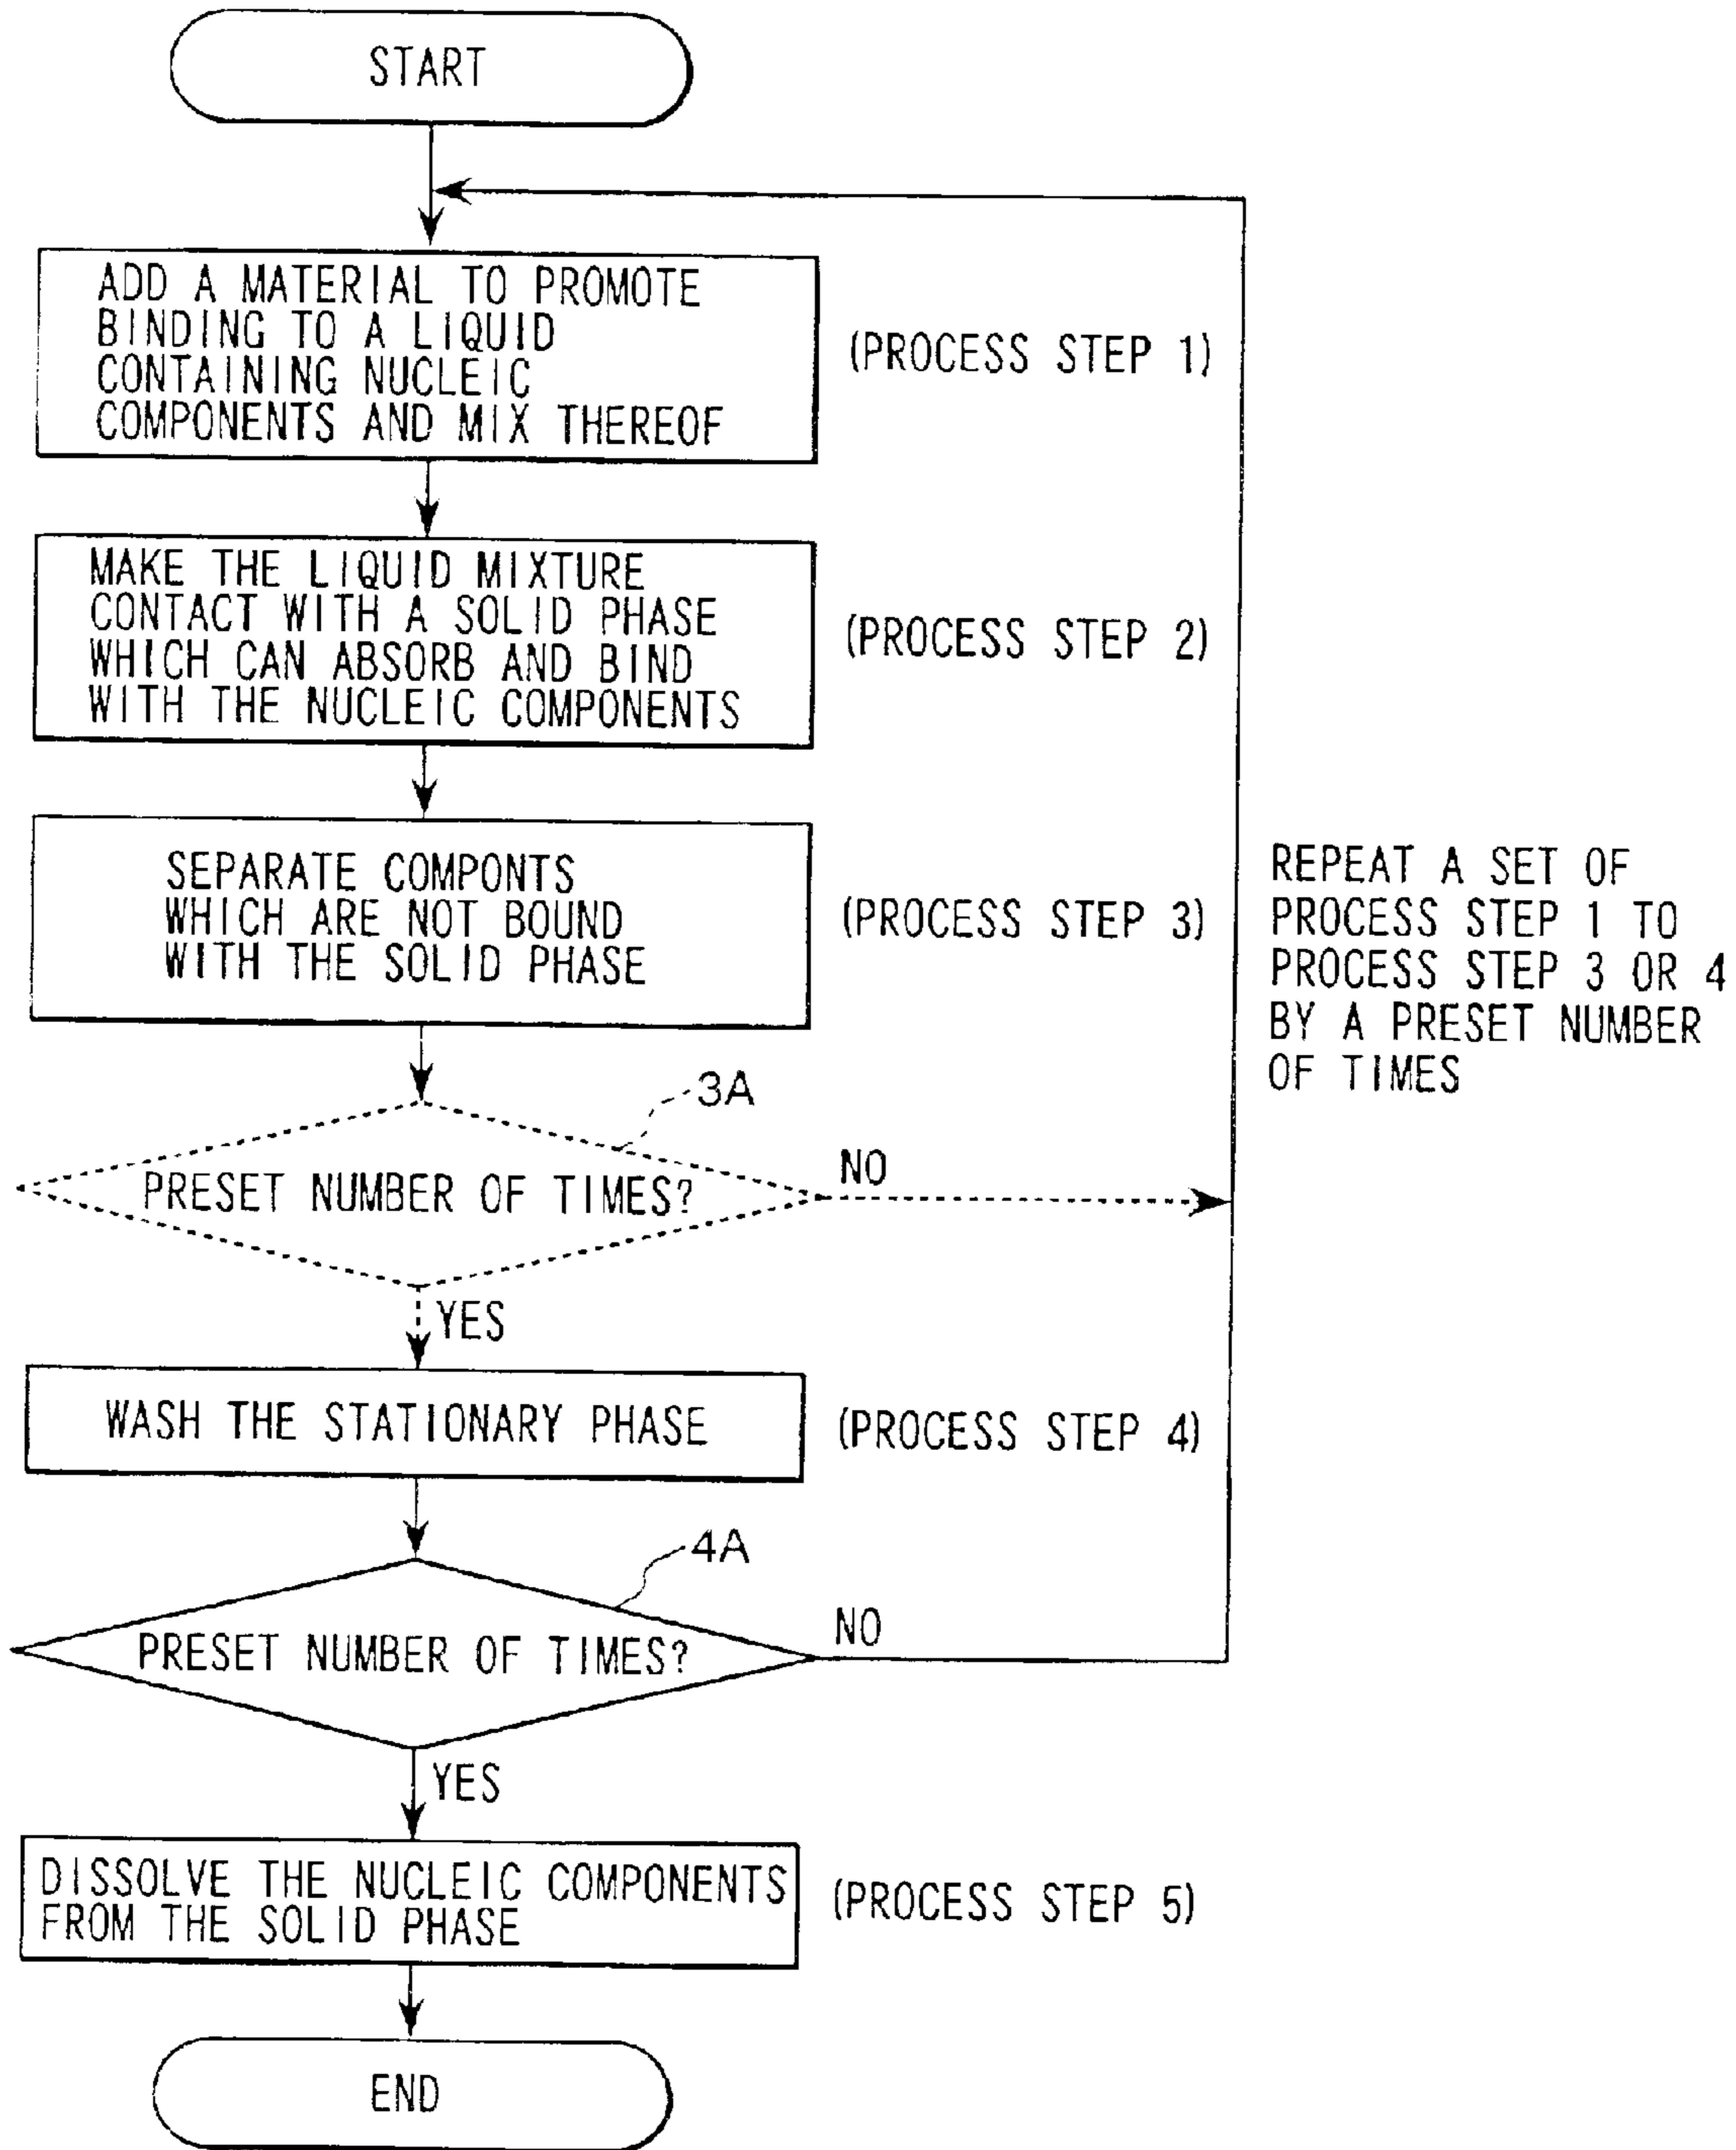 START
ADD A MATERIAL TO PROMOTE
BINDING TO A LIQUID
CONTAINING NUCLEIC
COMPONENTS AND MIX THEREOF
(PROCESS STEP 1)
MAKE THE LIQUID MIXTURE
CONTACT WITH A SOLID PHASE
WHICH CAN ABSORB AND BIND
WITH THE NUCLEIC COMPONENTS
(PROCESS STEP 2)
SEPARATE COMPONTS
WHICH ARE NOT BOUND
WITH THE SOLID PHASE
(PROCESS STEP 3)
REPEAT A SET OF
PROCESS STEP 1 TO
PROCESS STEP 3 OR 4
BY A PRESET NUMBER
OF TIMES
3A
PRESET NUMBER OF TIMES?
NO
YES
WASH THE STATIONARY PHASE
(PROCESS STEP 4)
4A
PRESET NUMBER OF TIMES?
NO
YES
DISSOLVE THE NUCLEIC COMPONENTS
FROM THE SOLID PHASE
(PROCESS STEP 5)
END